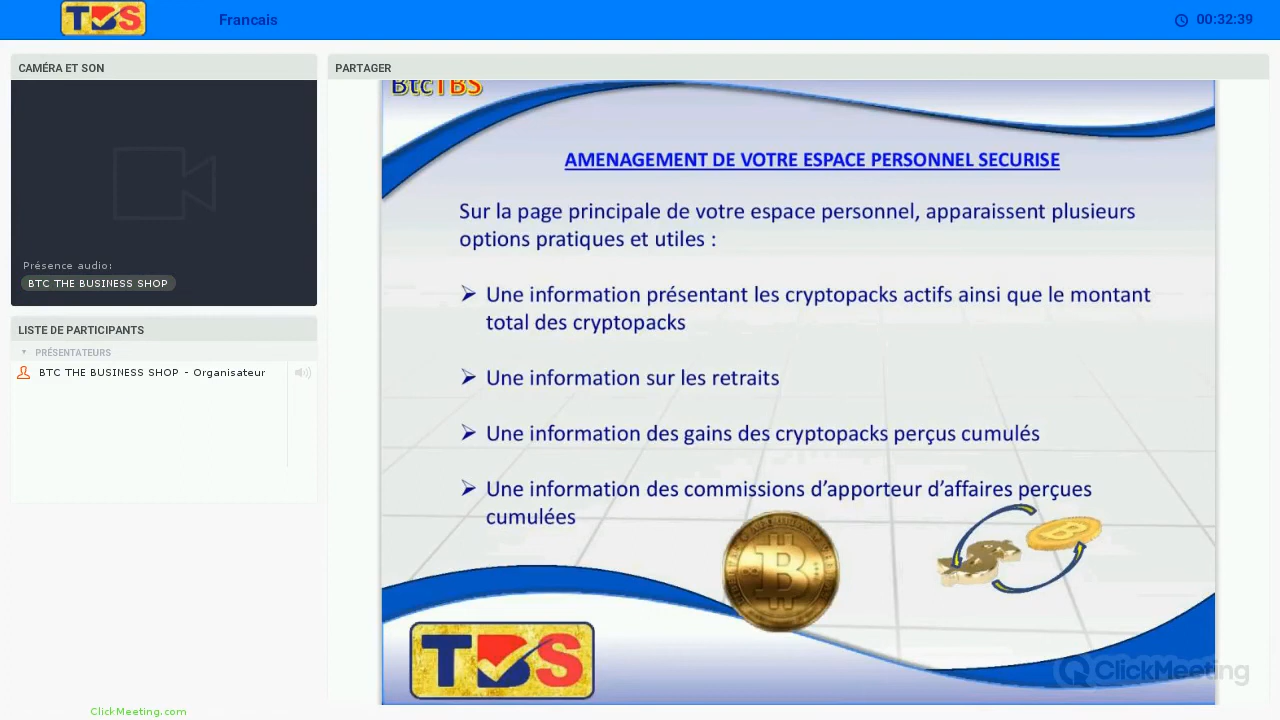 TBS
Francais
00:32:39
CAMÉRA ET SON
Présence audio:
BTC THE BUSINESS SHOP
LISTE DE PARTICIPANTS
PRÉSENTATEURS
BTC THE BUSINESS SHOP - Organisateur
PARTAGER
BtcTBS
AMENAGEMENT DE VOTRE ESPACE PERSONNEL SECURISE
Sur la page principale de votre espace personnel, apparaissent plusieurs
options pratiques et utiles :
Une information présentant les cryptopacks actifs ainsi que le montant
total des cryptopacks
Une information sur les retraits
Une information des gains des cryptopacks perçus cumulés
Une information des commissions d’apporteur d’affaires perçues
cumulées
TBS
ClickMeeting
ClickMeeting.com